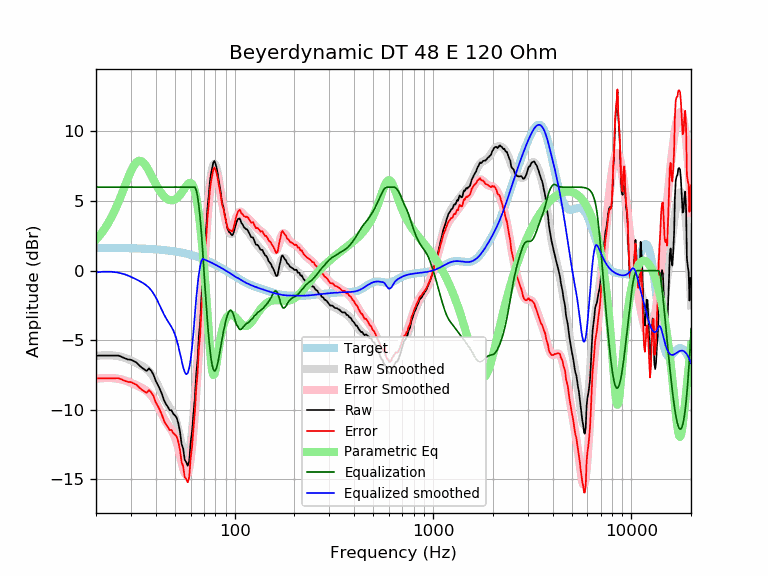 Beyerdynamic DT 48 E 120 Ohm
Amplitude (dBr)
10
5
0
−5
−10
−15
Target
Raw Smoothed
Error Smoothed
Raw
Error
Parametric Eq
Equalization
Equalized smoothed
100
1000
10000
Frequency (Hz)